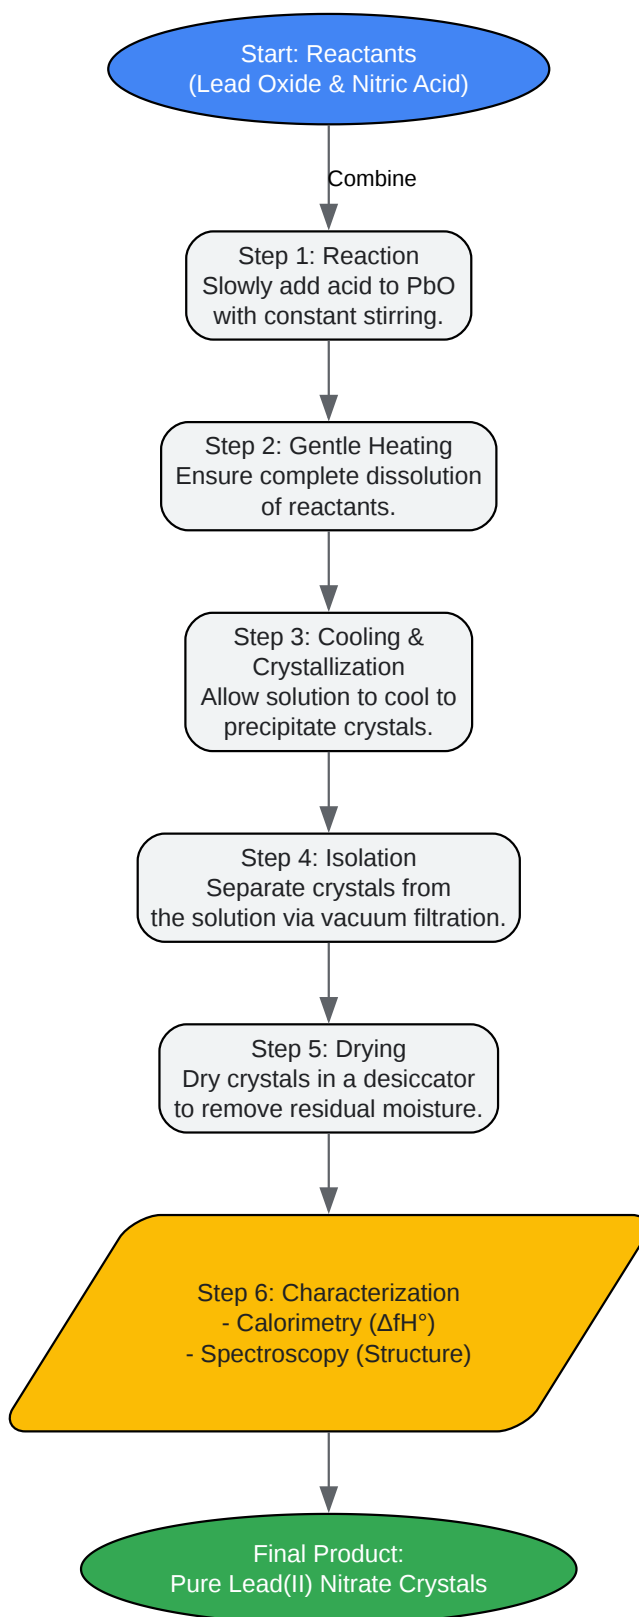 Start: Reactants
(Lead Oxide & Nitric Acid)
Combine
Step 1: Reaction
Slowly add acid to PbO
with constant stirring.
Step 2: Gentle Heating
Ensure complete dissolution
of reactants.
Step 3: Cooling &
Crystallization
Allow solution to cool to
precipitate crystals.
Step 4: Isolation
Separate crystals from
the solution via vacuum filtration.
Step 5: Drying
Dry crystals in a desiccator
to remove residual moisture.
Step 6: Characterization
- Calorimetry (ΔfH°)
- Spectroscopy (Structure)
Final Product:
Pure Lead(II) Nitrate Crystals